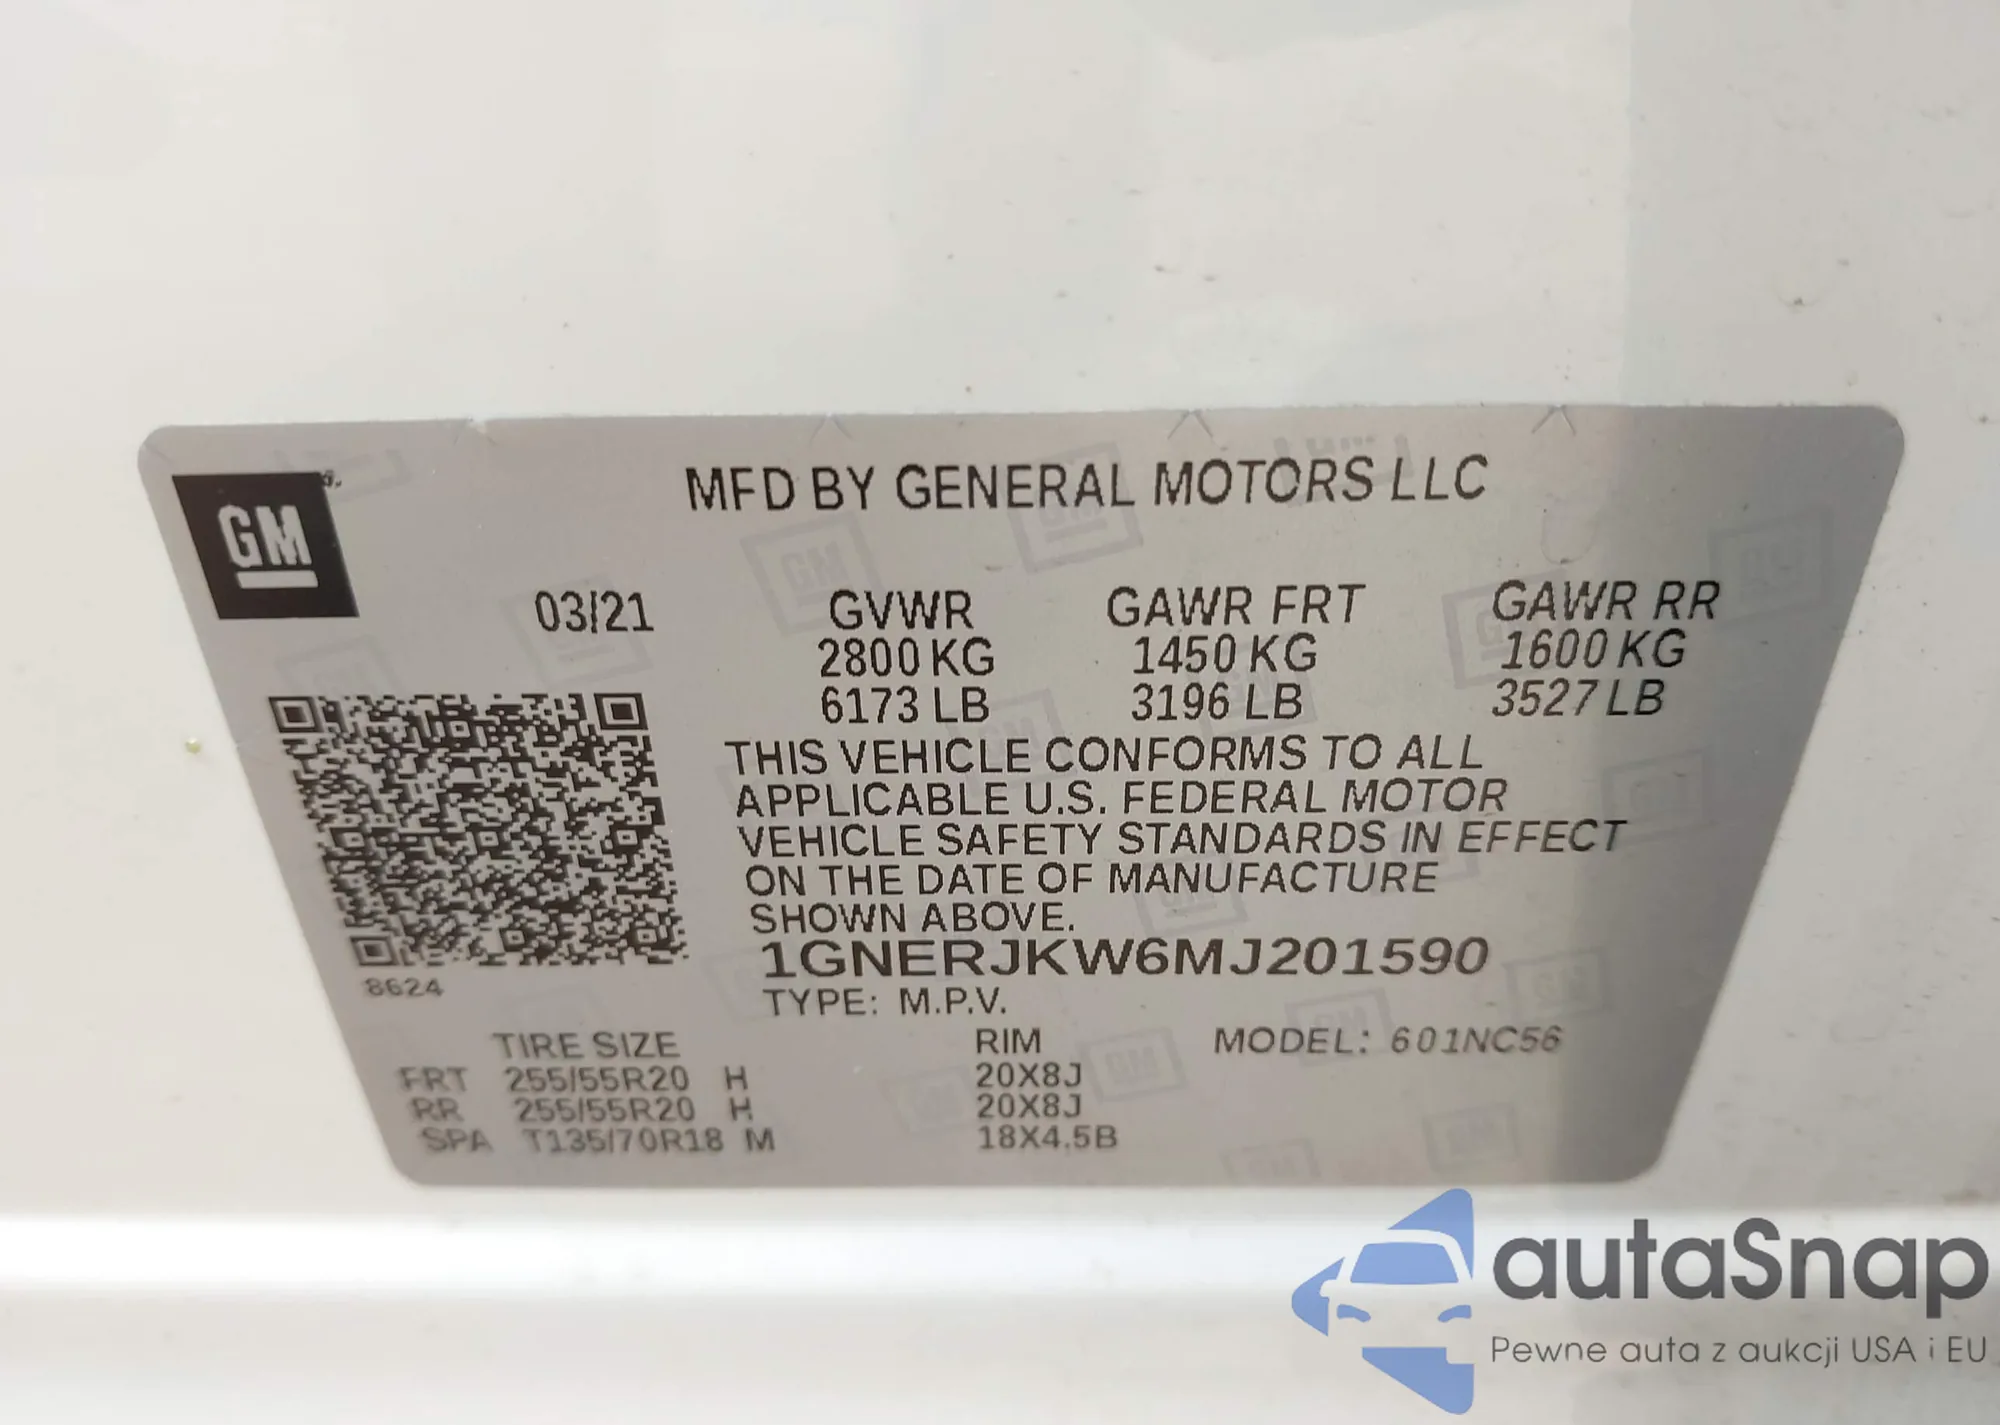 GM
MFD BY GENERAL MOTORS LLC
03/21
GVWR GAWR FRT GAWR RR
2800 KG 1450 KG 1600 KG
6173 LB 3196 LB 3527 LB
THIS VEHICLE CONFORMS TO ALL
APPLICABLE U.S. FEDERAL MOTOR
VEHICLE SAFETY STANDARDS IN EFFECT
ON THE DATE OF MANUFACTURE
SHOWN ABOVE.
1GNERJKW6MJ201590
8624
TYPE: M.P.V.
TIRE SIZE RIM MODEL: 601NC56
FRT 255/55R20 H 20X8J
RR 255/55R20 H 20X8J
SPA T135/70R18 M 18X4.5B
autaSnap
Pewne auta z aukcji USA i EU